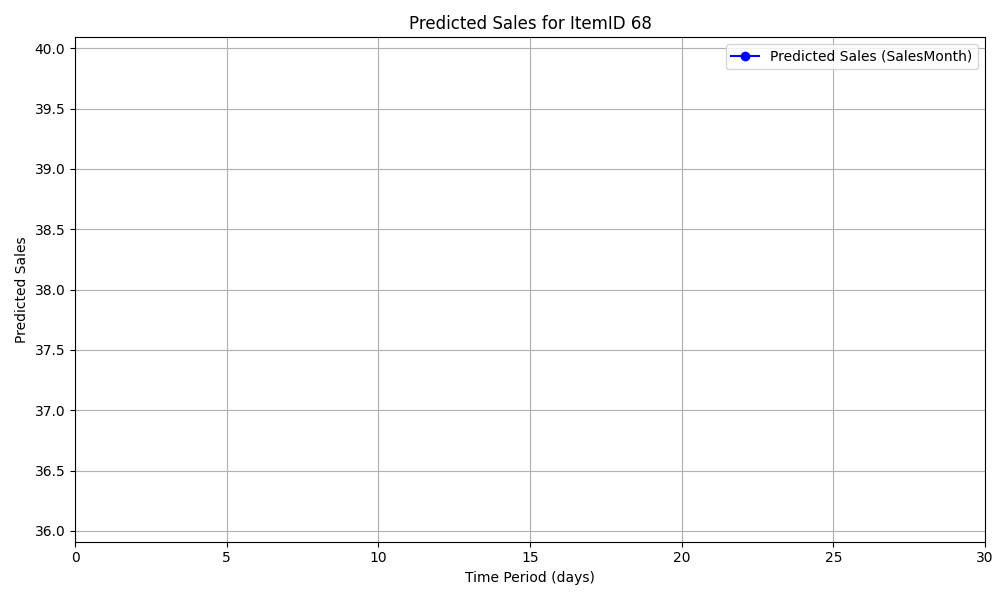 Predicted Sales for ItemID 68
Predicted Sales (SalesMonth)
Predicted Sales
40.0
39.5
39.0
38.5
38.0
37.5
37.0
36.5
36.0
0 5 10 15 20 25 30
Time Period (days)